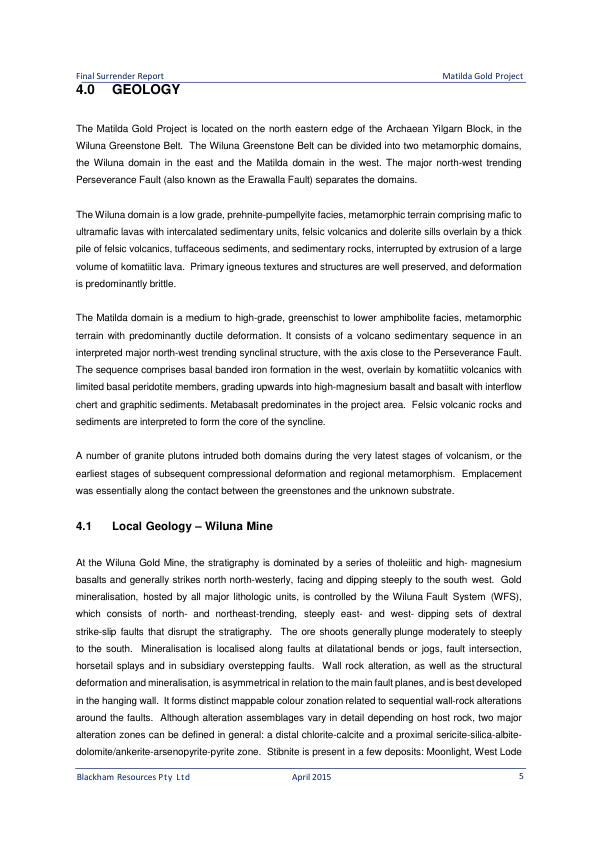 Final Surrender Report Matilda Gold Project
4.0 GEOLOGY
The Matilda Gold Project is located on the north eastern edge of the Archaean Yilgarn Block, in the
Wiluna Greenstone Belt. The Wiluna Greenstone Belt can be divided into two metamorphic domains,
the Wiluna domain in the east and the Matilda domain in the west. The major north-west trending
Perseverance Fault (also known as the Erawalla Fault) separates the domains.
The Wiluna domain is a low grade, prehnite-pumpellyite facies, metamorphic terrain comprising mafic to
ultramafic lavas with intercalated sedimentary units, felsic volcanics and dolerite sills overlain by a thick
pile of felsic volcanics, tuffaceous sediments, and sedimentary rocks, interrupted by extrusion of a large
volume of komatiitic lava. Primary igneous textures and structures are well preserved, and deformation
is predominantly brittle.
The Matilda domain is a medium to high-grade, greenschist to lower amphibolite facies, metamorphic
terrain with predominantly ductile deformation. It consists of a volcano sedimentary sequence in an
interpreted major north-west trending synclinal structure, with the axis close to the Perseverance Fault.
The sequence comprises basal banded iron formation in the west, overlain by komatiitic volcanics with
limited basal peridotite members, grading upwards into high-magnesium basalt and basalt with interflow
chert and graphitic sediments. Metabasalt predominates in the project area. Felsic volcanic rocks and
sediments are interpreted to form the core of the syncline.
A number of granite plutons intruded both domains during the very latest stages of volcanism, or the
earliest stages of subsequent compressional deformation and regional metamorphism. Emplacement
was essentially along the contact between the greenstones and the unknown substrate.
4.1 Local Geology – Wiluna Mine
At the Wiluna Gold Mine, the stratigraphy is dominated by a series of tholeiitic and high- magnesium
basalts and generally strikes north north-westerly, facing and dipping steeply to the south west. Gold
mineralisation, hosted by all major lithologic units, is controlled by the Wiluna Fault System (WFS),
which consists of north- and northeast-trending, steeply east- and west- dipping sets of dextral
strike-slip faults that disrupt the stratigraphy. The ore shoots generally plunge moderately to steeply
to the south. Mineralisation is localised along faults at dilatational bends or jogs, fault intersection,
horsetail splays and in subsidiary overstepping faults. Wall rock alteration, as well as the structural
deformation and mineralisation, is asymmetrical in relation to the main fault planes, and is best developed
in the hanging wall. It forms distinct mappable colour zonation related to sequential wall-rock alterations
around the faults. Although alteration assemblages vary in detail depending on host rock, two major
alteration zones can be defined in general: a distal chlorite-calcite and a proximal sericite-silica-albite-
dolomite/ankerite-arsenopyrite-pyrite zone. Stibnite is present in a few deposits: Moonlight, West Lode
Blackham Resources Pty Ltd April 2015 5